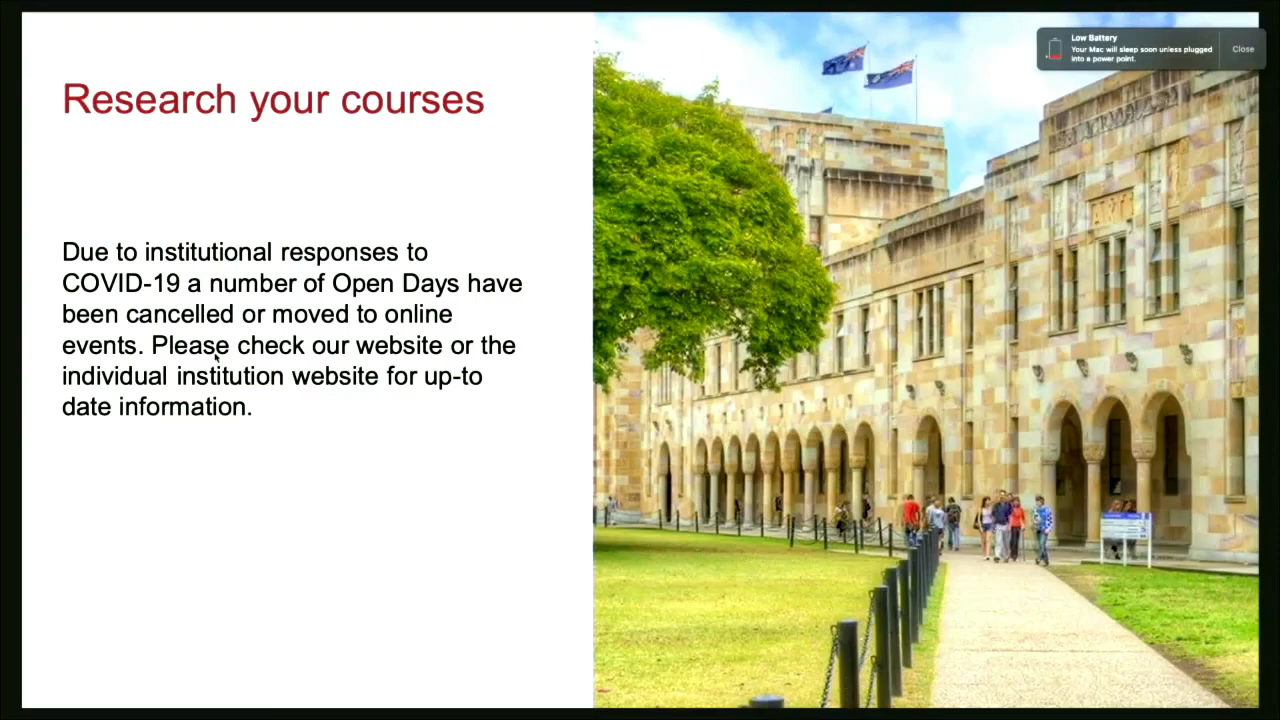 Research your courses
Due to institutional responses to
COVID-19 a number of Open Days have
been cancelled or moved to online
events. Please check our website or the
individual institution website for up-to
date information.
Low Battery
Your Mac will sleep soon unless plugged
into a power point.
Close
ART